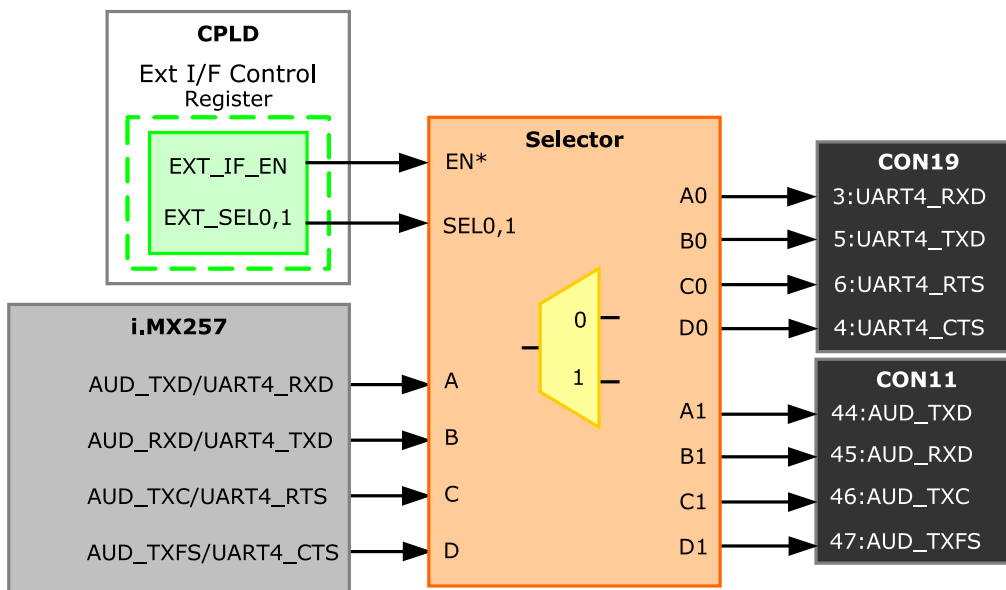 CPLD
Ext I/F Control
Register
EXT_IF_EN
EXT_SEL0,1
i.MX257
AUD_TXD/UART4_RXD
AUD_RXD/UART4_TXD
AUD_TXC/UART4_RTS
AUD_TXFS/UART4_CTS
Selector
EN*
SEL0,1
A
B
C
D
0
1
A0
B0
C0
D0
A1
B1
C1
D1
CON19
3:UART4_RXD
5:UART4_TXD
6:UART4_RTS
4:UART4_CTS
CON11
44:AUD_TXD
45:AUD_RXD
46:AUD_TXC
47:AUD_TXFS